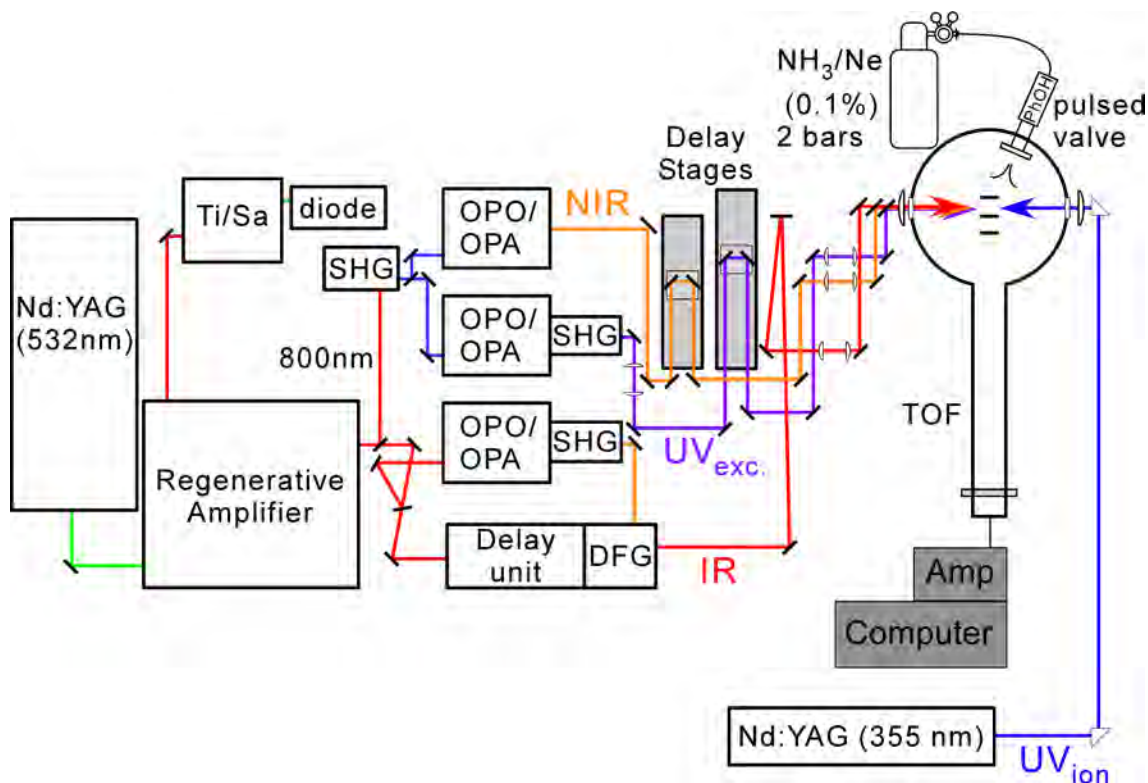 NH3/Ne
(0.1%)
2 bars
PhOH
pulsed
valve
Delay
Stages
Ti/Sa
diode
OPO/
OPA
NIR
SHG
Nd:YAG
(532nm)
OPO/
OPA
SHG
800nm
TOF
OPO/
OPA
SHG
UVexc.
Regenerative
Amplifier
Delay
unit
DFG
IR
Amp
Computer
Nd:YAG (355 nm)
UVion